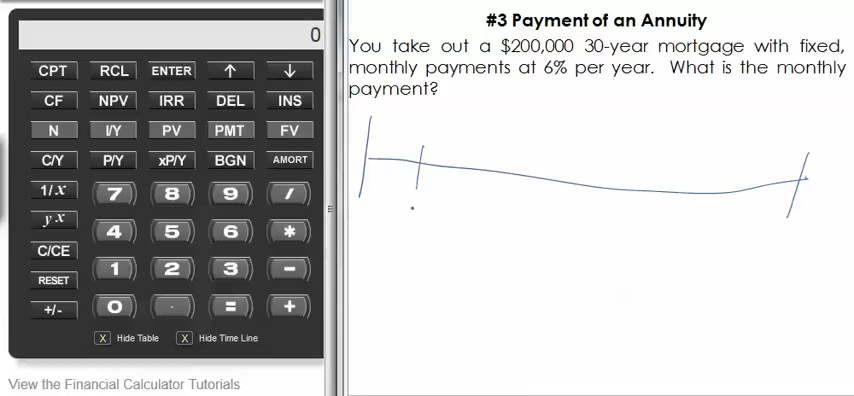 #3 Payment of an Annuity
0
You take out a $200,000 30-year mortgage with fixed,
monthly payments at 6% per year. What is the monthly
payment?
CPT RCL ENTER ↑ ↓
CF NPV IRR DEL INS
N I/Y PV PMT FV
C/Y P/Y xP/Y BGN AMORT
1/x 7 8 9 /
y x 4 5 6 *
C/CE
1 2 3 -
RESET
+/- 0 . = +
X Hide Table X Hide Time Line
View the Financial Calculator Tutorials